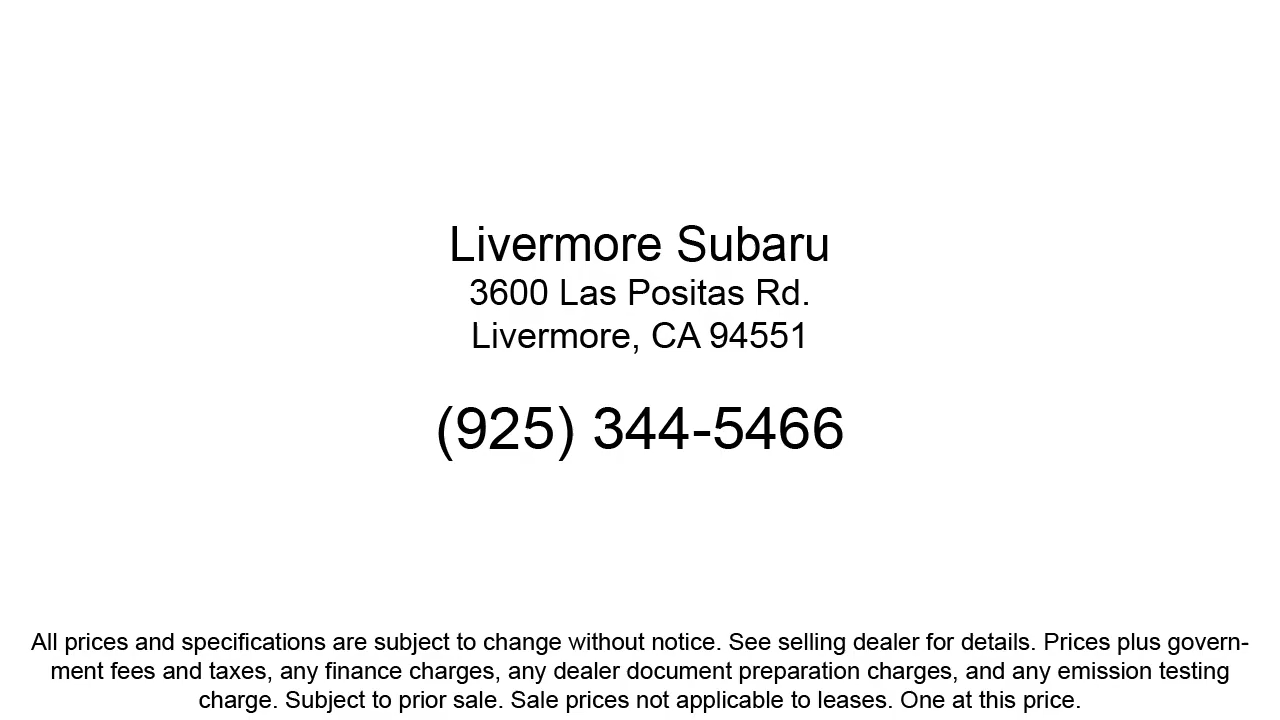 Livermore Subaru
3600 Las Positas Rd.
Livermore, CA 94551
(925) 344-5466
All prices and specifications are subject to change without notice. See selling dealer for details. Prices plus govern-
ment fees and taxes, any finance charges, any dealer document preparation charges, and any emission testing
charge. Subject to prior sale. Sale prices not applicable to leases. One at this price.